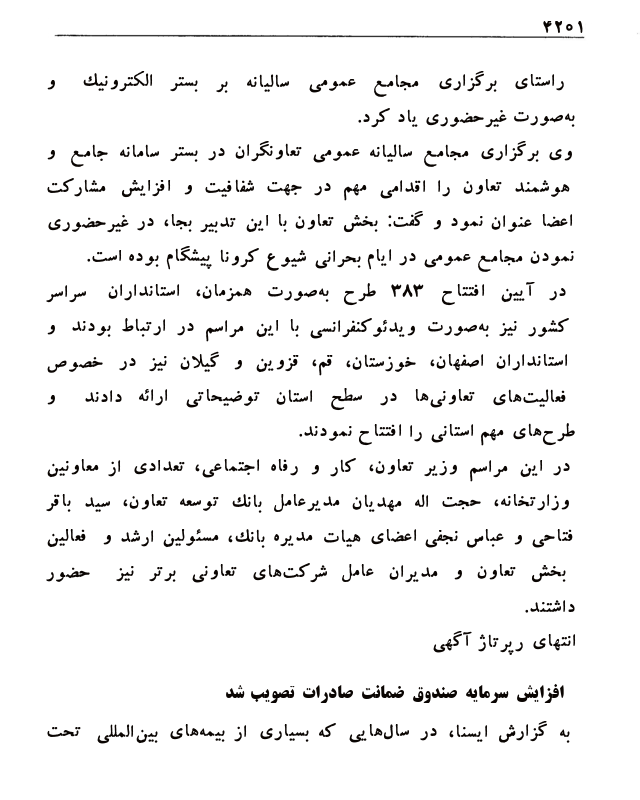 ۴۲۵۱
راستای برگزاری مجامع عمومی سالیانه بر بستر الکترونیك و
به‌صورت غیرحضوری یاد کرد.
وی برگزاری مجامع سالیانه عمومی تعاونگران در بستر سامانه جامع و
هوشمند تعاون را اقدامی مهم در جهت شفافیت و افزایش مشارکت
اعضا عنوان نمود و گفت: بخش تعاون با این تدبیر بجا، در غیرحضوری
نمودن مجامع عمومی در ایام بحرانی شیوع کرونا پیشگام بوده است.
در آیین افتتاح ۳۸۳ طرح به‌صورت همزمان، استانداران سراسر
کشور نیز به‌صورت ویدئوکنفرانسی با این مراسم در ارتباط بودند و
استانداران اصفهان، خوزستان، قم، قزوین و گیلان نیز در خصوص
فعالیت‌های تعاونی‌ها در سطح استان توضیحاتی ارائه دادند و
طرح‌های مهم استانی را افتتاح نمودند.
در این مراسم وزیر تعاون، کار و رفاه اجتماعی، تعدادی از معاونین
وزارتخانه، حجت اله مهدیان مدیرعامل بانك توسعه تعاون، سید باقر
فتاحی و عباس نجفی اعضای هیات مدیره بانك، مسئولین ارشد و فعالین
بخش تعاون و مدیران عامل شرکت‌های تعاونی برتر نیز حضور
داشتند.
انتهای رپرتاژ آگهی
افزایش سرمایه صندوق ضمانت صادرات تصویب شد
به گزارش ایسنا، در سال‌هایی که بسیاری از بیمه‌های بین‌المللی تحت